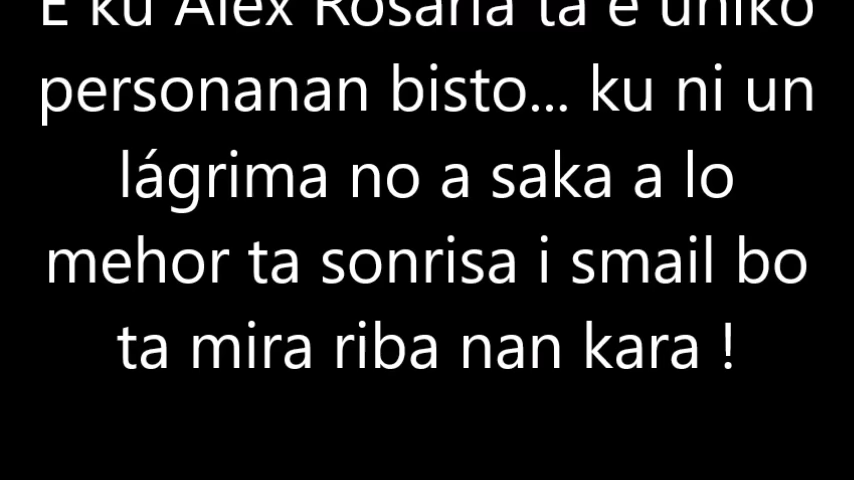 E ku Alex Rosaria ta e úniko
personanan bisto... ku ni un
lágrima no a saka a lo
mehor ta sonrisa i smail bo
ta mira riba nan kara !